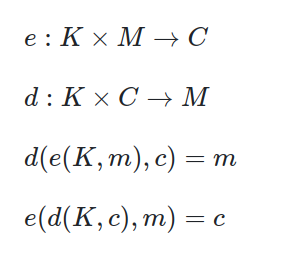 e : K × M → C
d : K × C → M
d(e(K, m), c) = m
e(d(K, c), m) = c